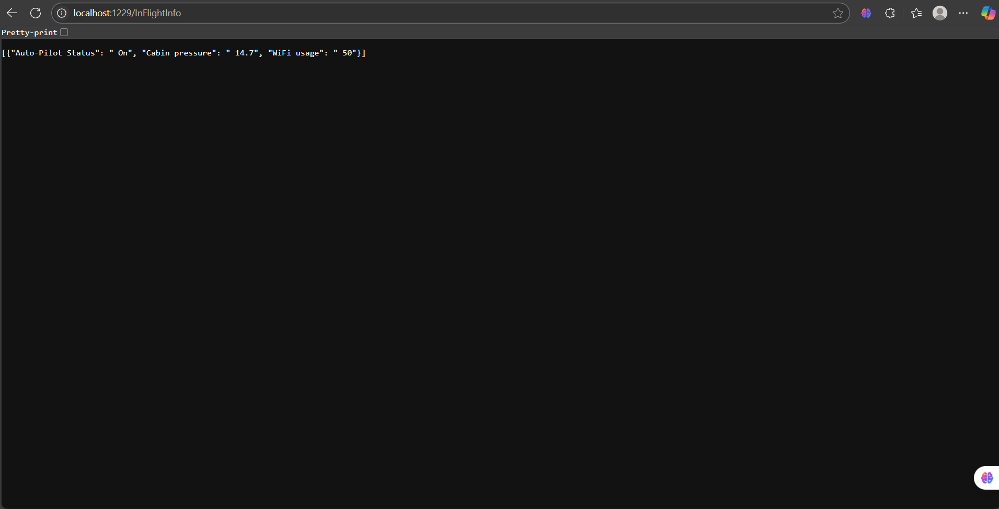 localhost:1229/InFlightInfo
Pretty-print
[{"Auto-Pilot Status": " On", "Cabin pressure": " 14.7", "WiFi usage": " 50"}]